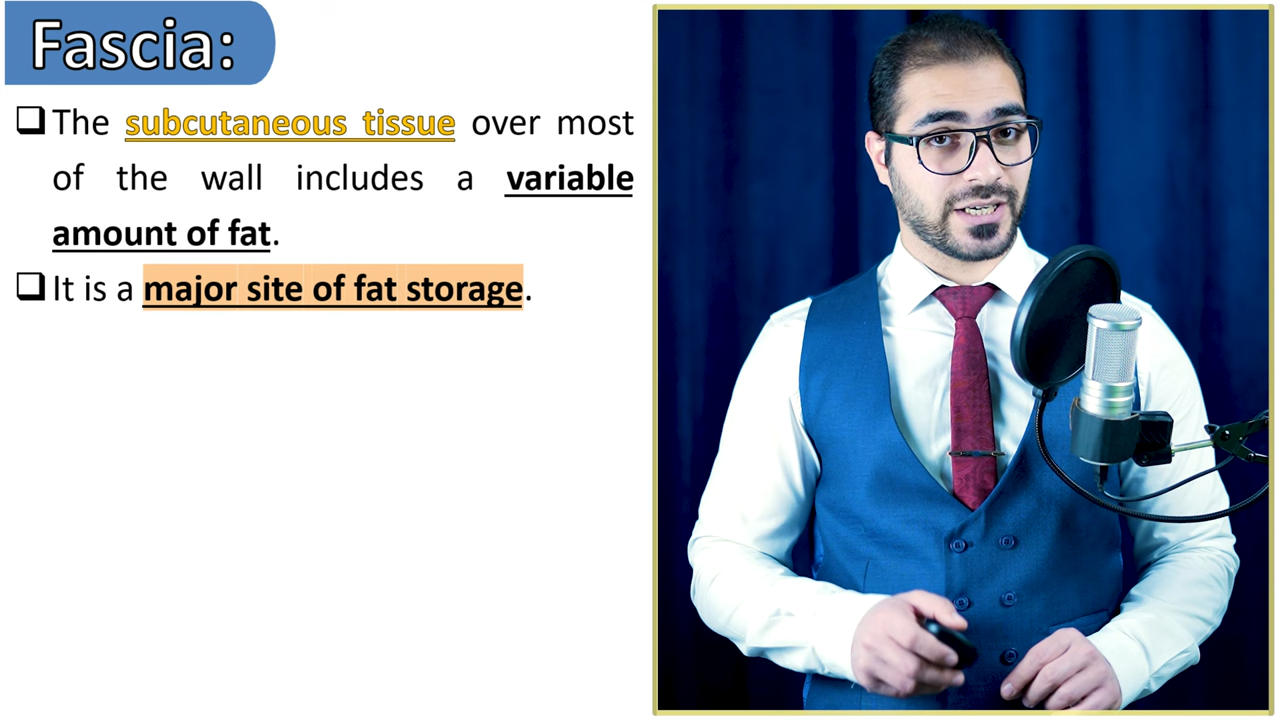 Fascia:
The subcutaneous tissue over most
of the wall includes a variable
amount of fat.
It is a major site of fat storage.